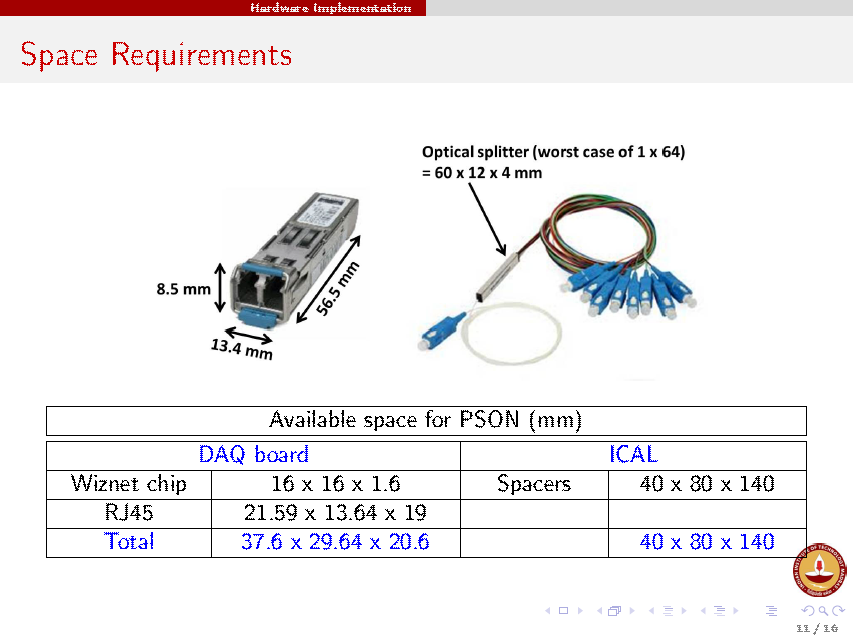 Hardware Implementation
Space Requirements
Optical splitter (worst case of 1 x 64)
= 60 x 12 x 4 mm
8.5 mm
56.5 mm
13.4 mm
Available space for PSON (mm)
DAQ board ICAL
Wiznet chip 16 x 16 x 1.6 Spacers 40 x 80 x 140
RJ45 21.59 x 13.64 x 19
Total 37.6 x 29.64 x 20.6 40 x 80 x 140
11 / 16